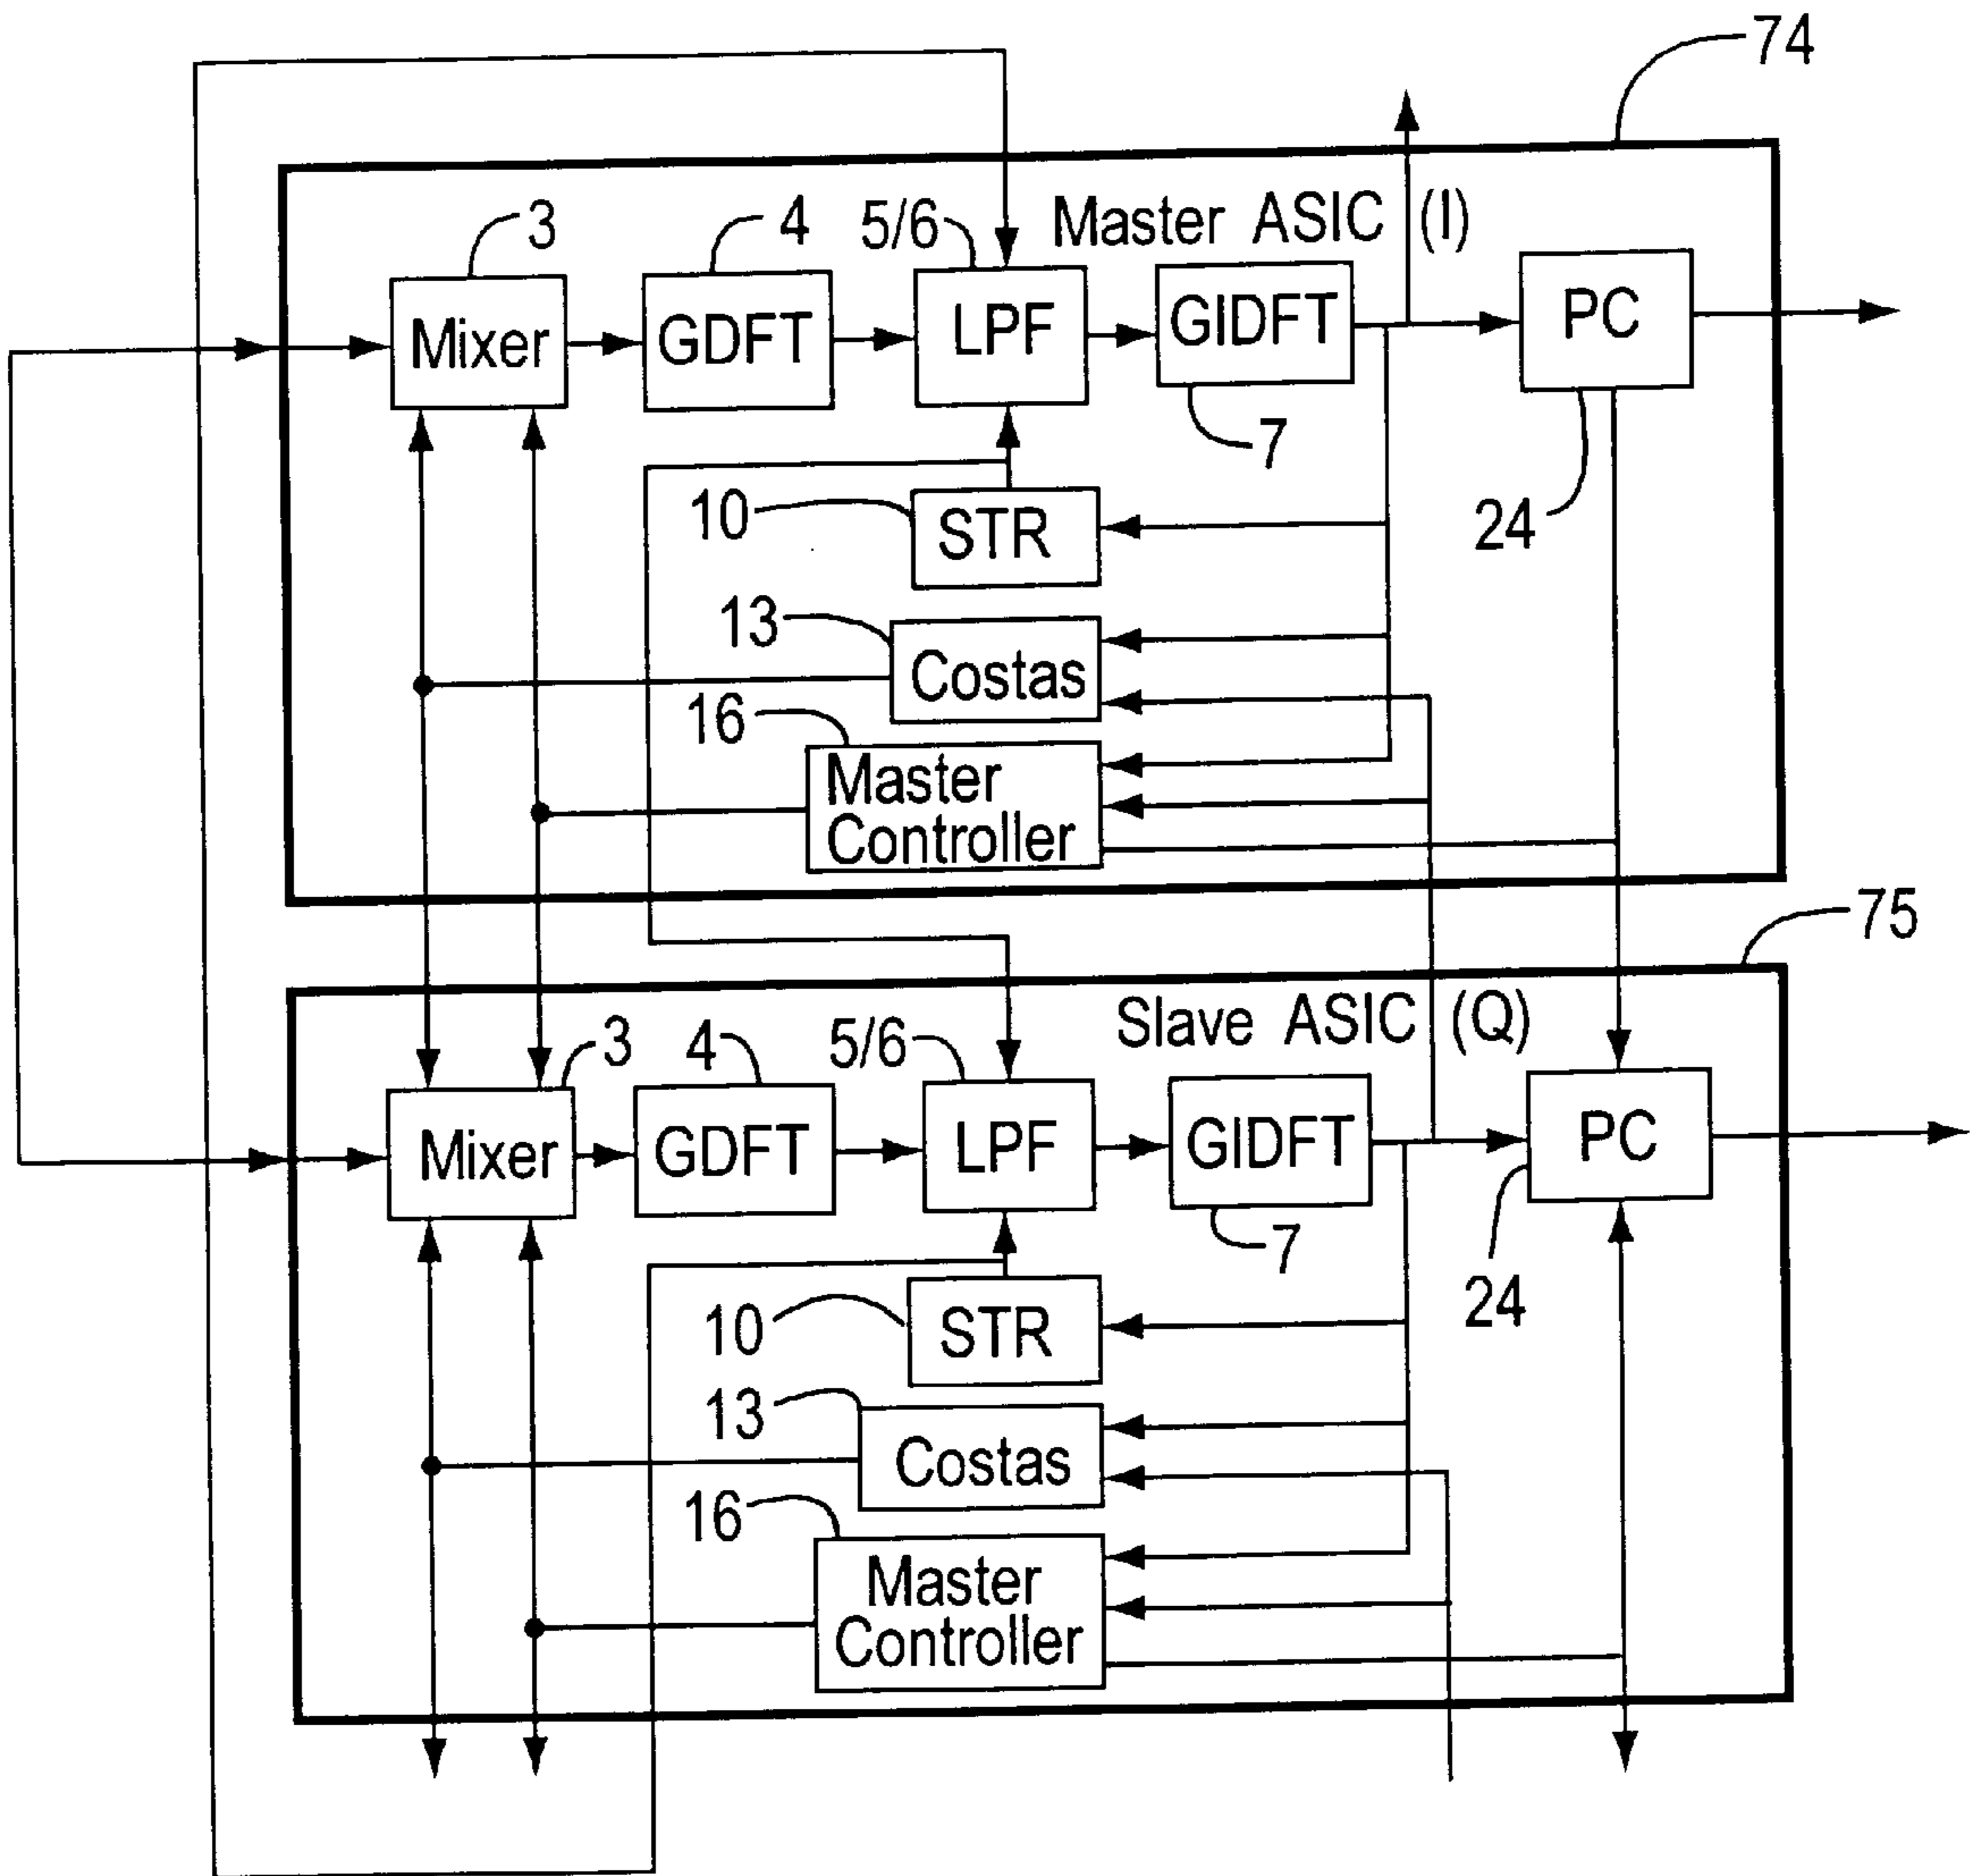 74
Master ASIC (I)
3
4
5/6
Mixer
GDFT
LPF
GIDFT
PC
7
24
10
STR
13
Costas
16
Master
Controller
75
Slave ASIC (Q)
3
4
5/6
Mixer
GDFT
LPF
GIDFT
PC
7
24
10
STR
13
Costas
16
Master
Controller